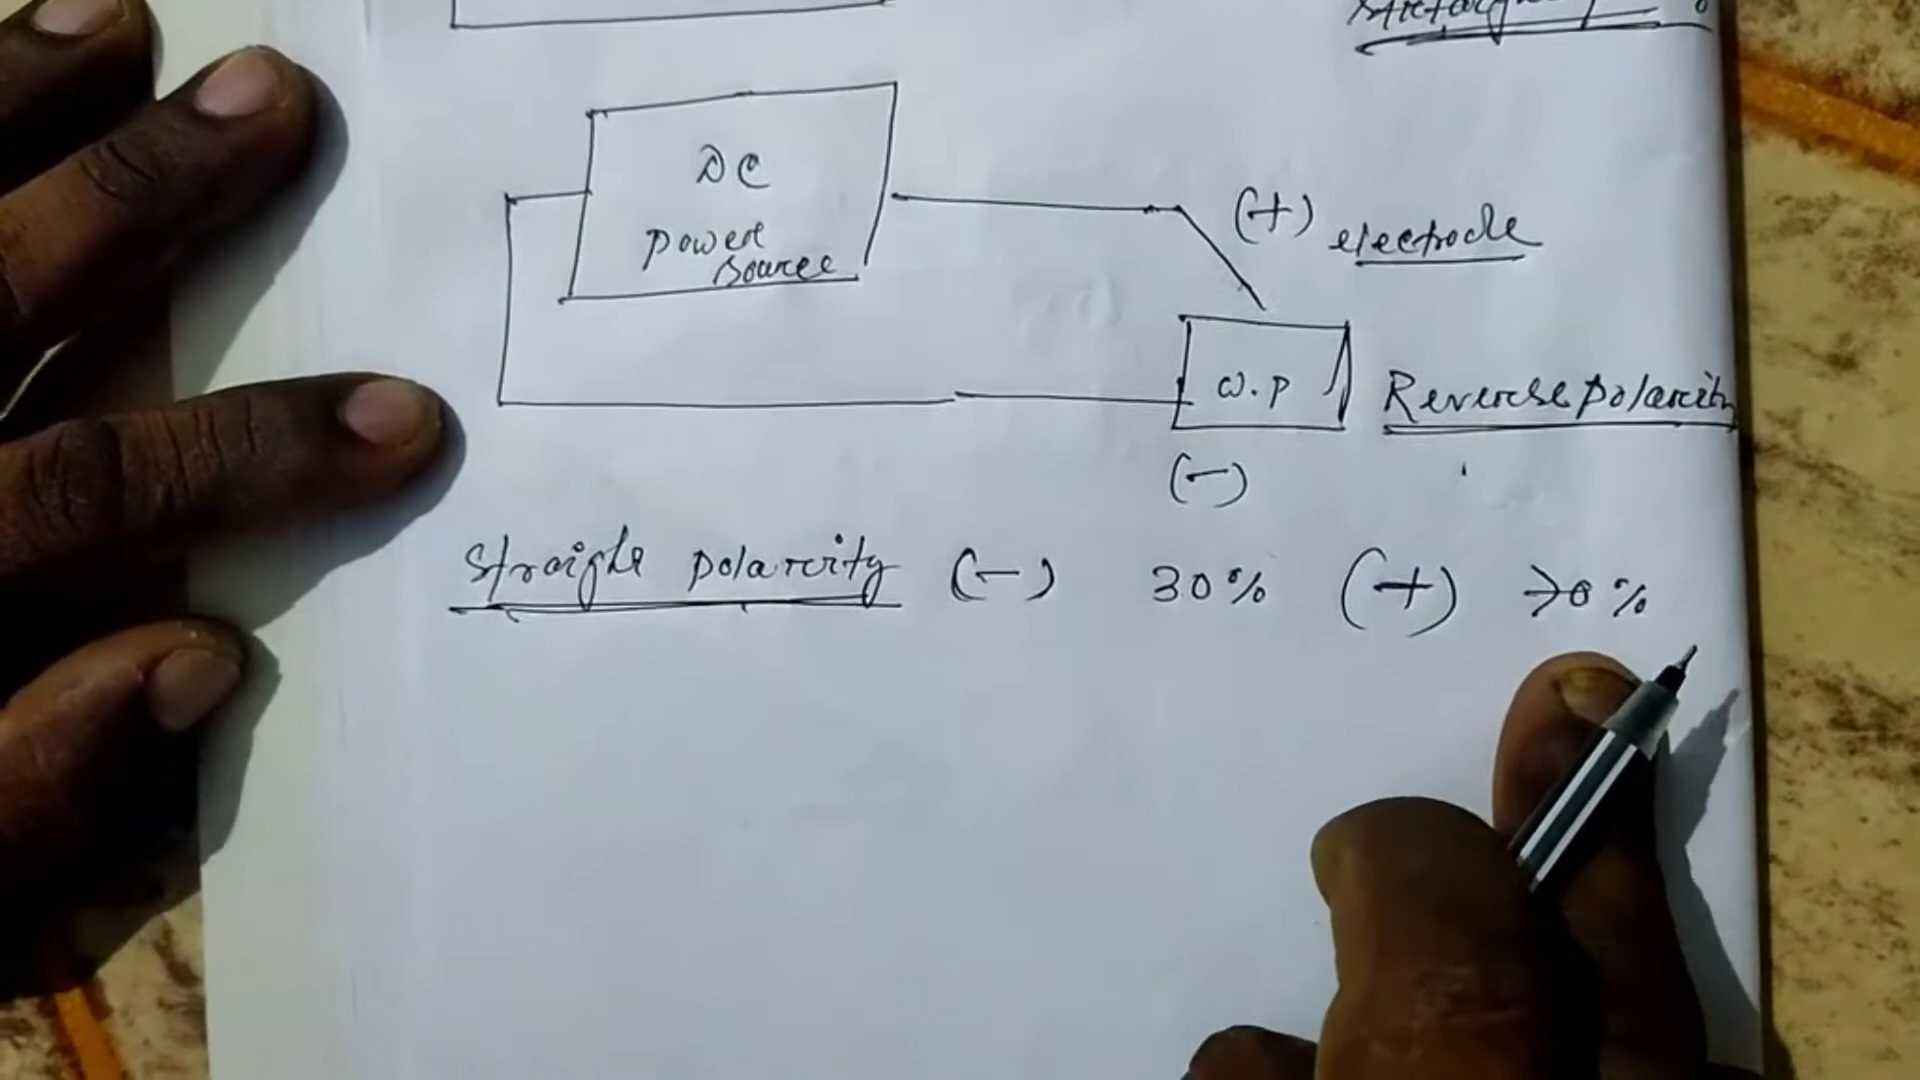 DC
power
source
(+) electrode
w.p
Reverse polarity
(-)
Straight polarity (-) 30% (+) 70%